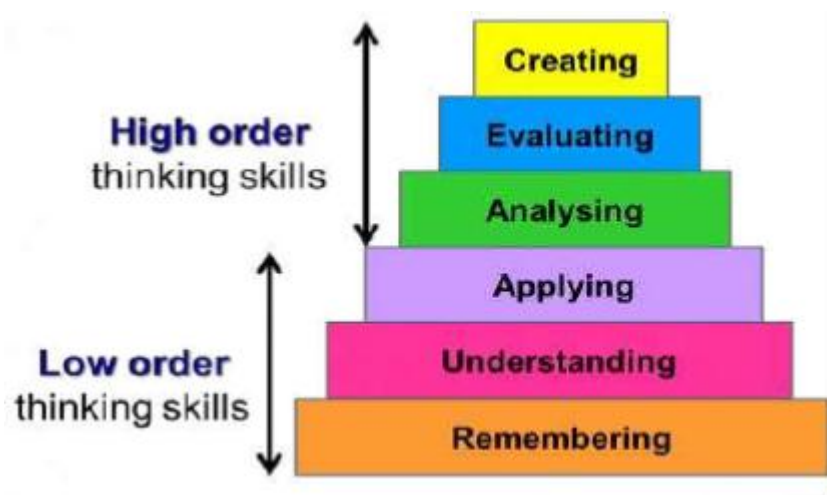 Creating
Evaluating
Analysing
Applying
Understanding
Remembering
High order
thinking skills
Low order
thinking skills